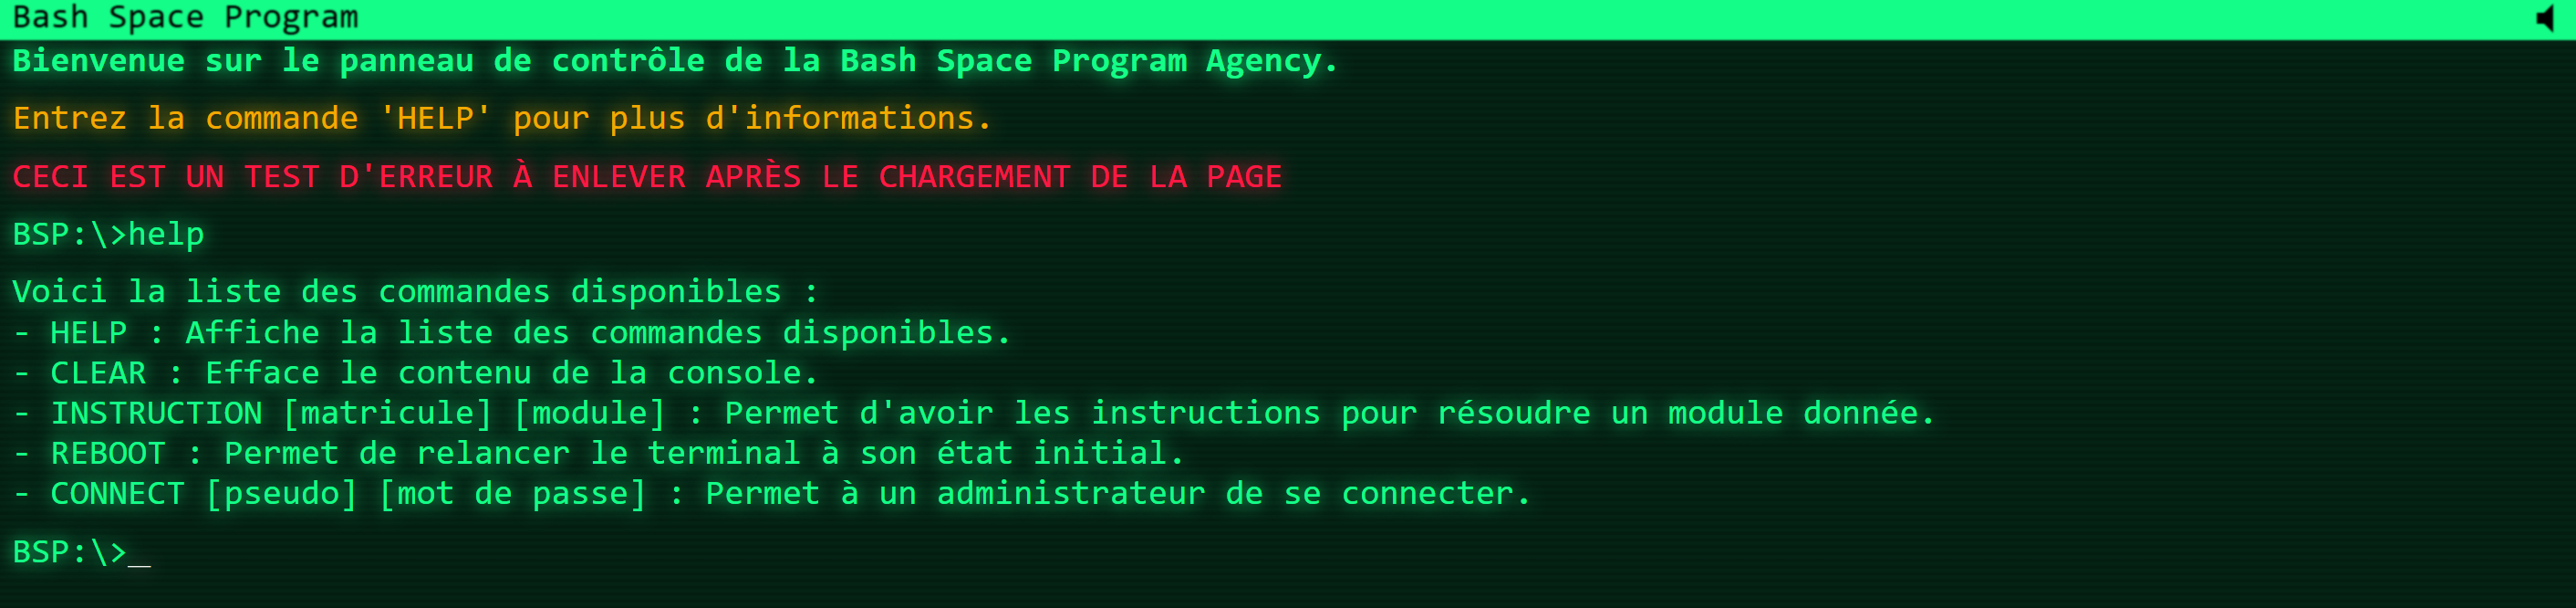 Bash Space Program
Bienvenue sur le panneau de contrôle de la Bash Space Program Agency.
Entrez la commande 'HELP' pour plus d'informations.
CECI EST UN TEST D'ERREUR À ENLEVER APRÈS LE CHARGEMENT DE LA PAGE
BSP:\>help
Voici la liste des commandes disponibles :
- HELP : Affiche la liste des commandes disponibles.
- CLEAR : Efface le contenu de la console.
- INSTRUCTION [matricule] [module] : Permet d'avoir les instructions pour résoudre un module donnée.
- REBOOT : Permet de relancer le terminal à son état initial.
- CONNECT [pseudo] [mot de passe] : Permet à un administrateur de se connecter.
BSP:\>_